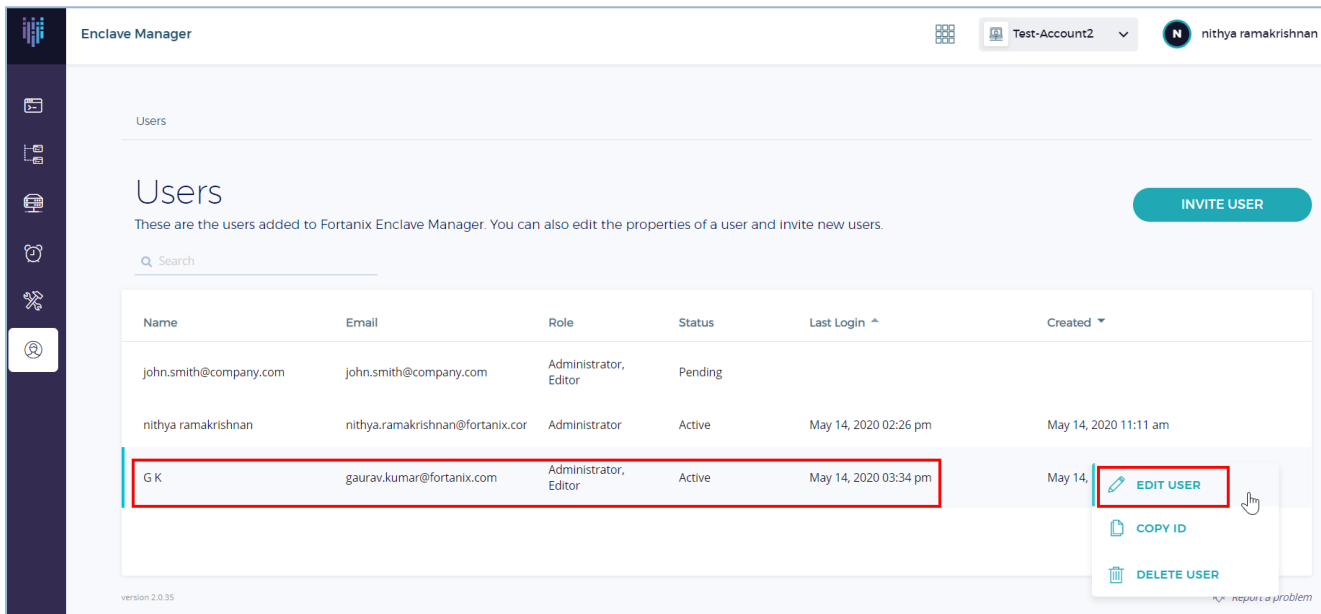 Enclave Manager
Test-Account2
N
nithya ramakrishnan
Users
Users
INVITE USER
These are the users added to Fortanix Enclave Manager. You can also edit the properties of a user and invite new users.
Search
Name Email Role Status Last Login Created
john.smith@company.com john.smith@company.com Administrator, Editor Pending
nithya ramakrishnan nithya.ramakrishnan@fortanix.cor Administrator Active May 14, 2020 02:26 pm May 14, 2020 11:11 am
G K gaurav.kumar@fortanix.com Administrator, Editor Active May 14, 2020 03:34 pm May 14,
EDIT USER
COPY ID
DELETE USER
version 2.0.35
Report a problem